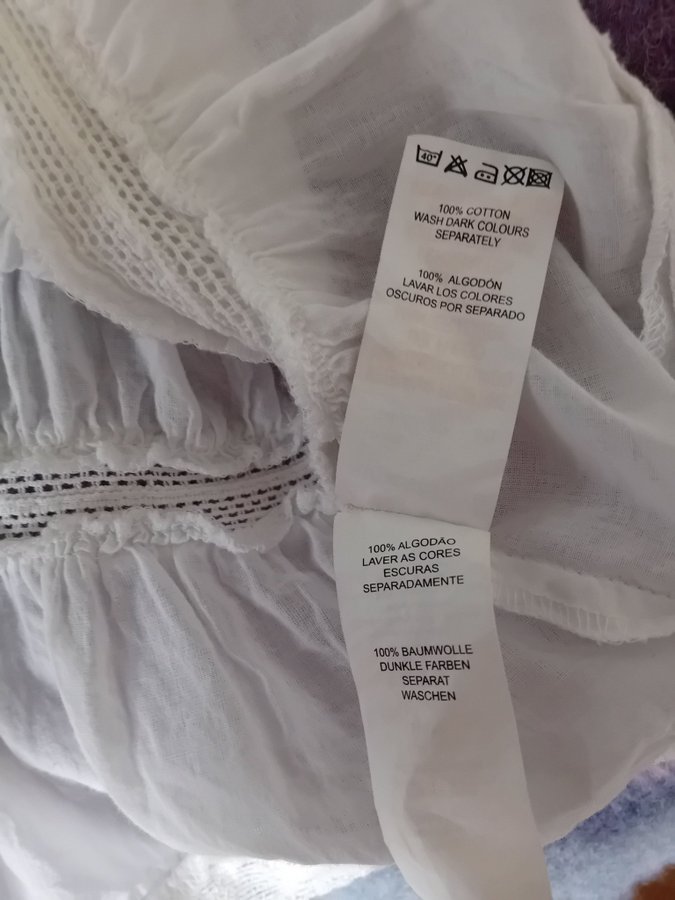 40°
100% COTTON
WASH DARK COLOURS
SEPARATELY
100% ALGODÓN
LAVAR LOS COLORES
OSCUROS POR SEPARADO
100% ALGODÃO
LAVER AS CORES
ESCURAS
SEPARADAMENTE
100% BAUMWOLLE
DUNKLE FARBEN
SEPARAT
WASCHEN